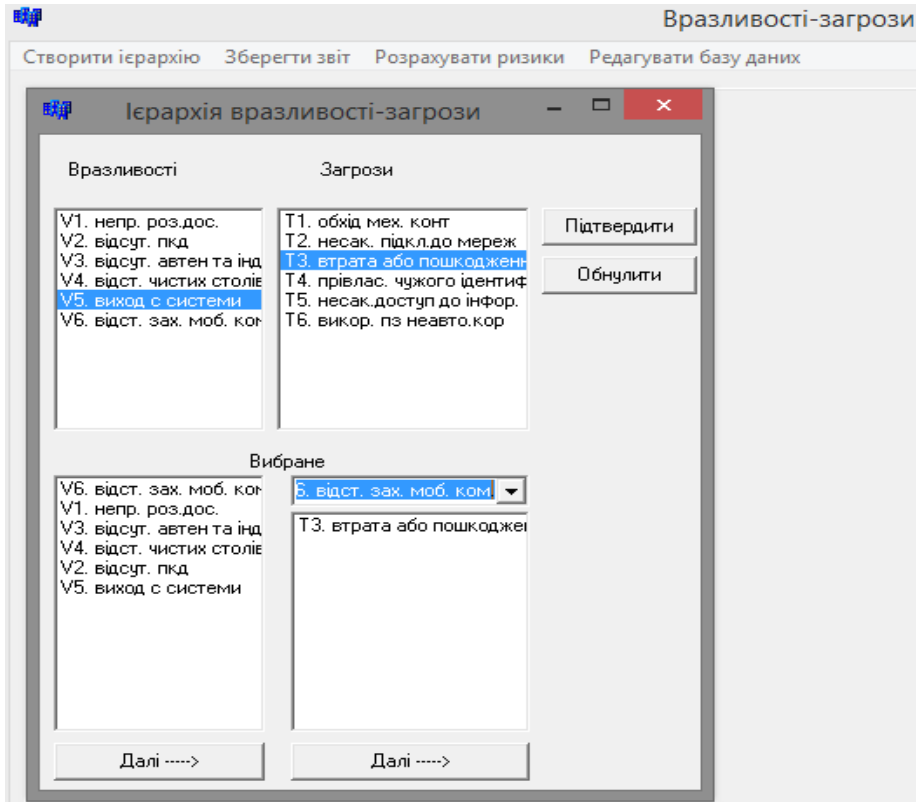 Вразливості-загрози
Створити ієрархію Зберегти звіт Розрахувати ризики Редагувати базу даних
Ієрархія вразливості-загрози
Вразливості
Загрози
V1. непр. роз.дос.
V2. відсут. пкд
V3. відсут. автен та інд
V4. відст. чистих столів
V5. виход с системи
V6. відст. зах. моб. ком
T1. обхід мех. конт
T2. несак. підкл.до мереж
T3. втрата або пошкодженн
T4. прівлас. чужого ідентиф
T5. несак.доступ до інфор.
T6. викор. пз неавто.кор
Підтвердити
Обнулити
Вибране
V6. відст. зах. моб. ком
V1. непр. роз.дос.
V3. відсут. автен та інд
V4. відст. чистих столів
V2. відсут. пкд
V5. виход с системи
6. відст. зах. моб. ком.
T3. втрата або пошкоджен
Далі ----->
Далі ----->